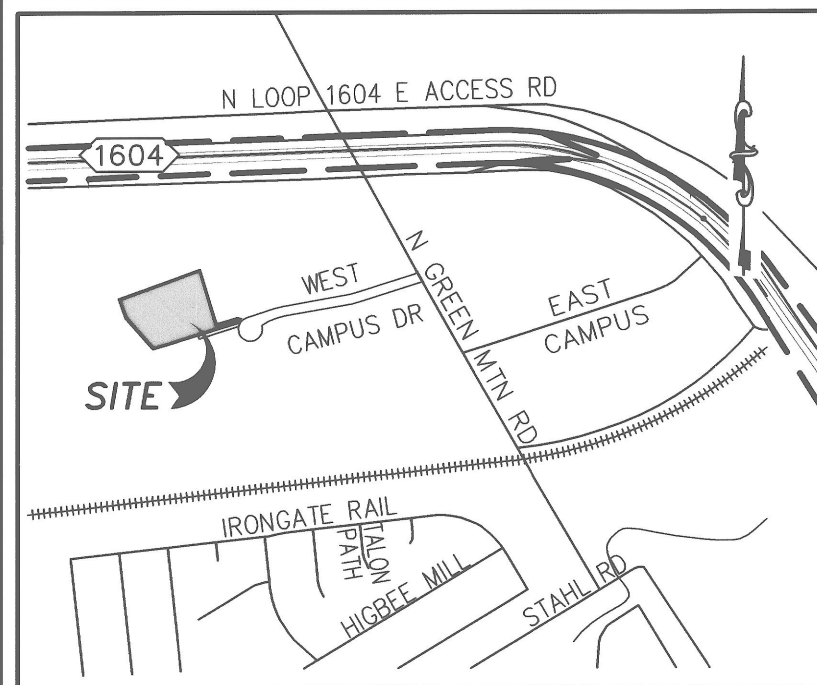 N LOOP 1604 E ACCESS RD
1604
N GREEN MTN RD
WEST
CAMPUS DR
EAST
CAMPUS
SITE
IRONGATE RAIL
TALON
PATH
HIGBEE MILL
STAHL RD